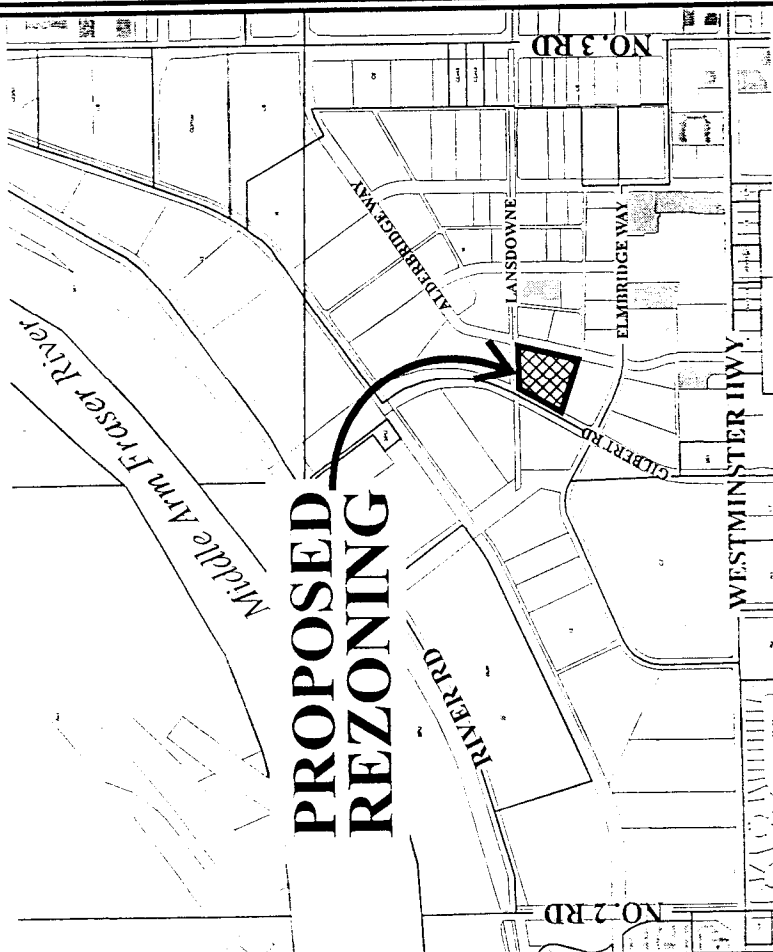 NO. 3 RD
ALDERBRIDGE WAY
LANSDOWNE
ELMBRIDGE WAY
WESTMINSTER HWY
GILBERT RD
Middle Arm Fraser River
PROPOSED
REZONING
RIVER RD
NO. 2 RD